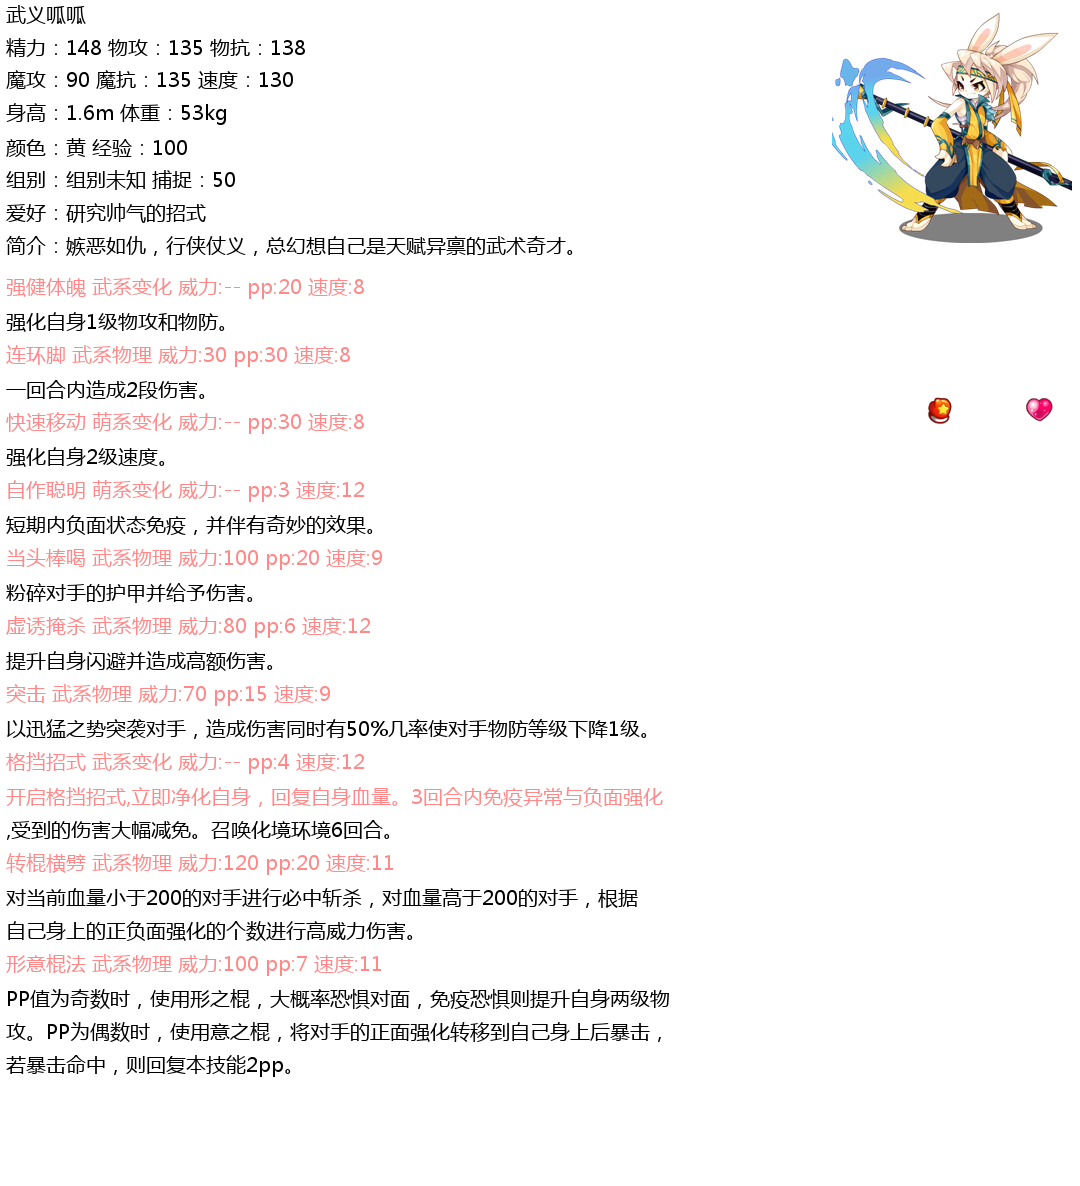 武义呱呱
精力：148 物攻：135 物抗：138
魔攻：90 魔抗：135 速度：130
身高：1.6m 体重：53kg
颜色：黄 经验：100
组别：组别未知 捕捉：50
爱好：研究帅气的招式
简介：嫉恶如仇，行侠仗义，总幻想自己是天赋异禀的武术奇才。
强健体魄 武系变化 威力:-- pp:20 速度:8
强化自身1级物攻和物防。
连环脚 武系物理 威力:30 pp:30 速度:8
一回合内造成2段伤害。
快速移动 萌系变化 威力:-- pp:30 速度:8
强化自身2级速度。
自作聪明 萌系变化 威力:-- pp:3 速度:12
短期内负面状态免疫，并伴有奇妙的效果。
当头棒喝 武系物理 威力:100 pp:20 速度:9
粉碎对手的护甲并给予伤害。
虚诱掩杀 武系物理 威力:80 pp:6 速度:12
提升自身闪避并造成高额伤害。
突击 武系物理 威力:70 pp:15 速度:9
以迅猛之势突袭对手，造成伤害同时有50%几率使对手物防等级下降1级。
格挡招式 武系变化 威力:-- pp:4 速度:12
开启格挡招式,立即净化自身，回复自身血量。3回合内免疫异常与负面强化
,受到的伤害大幅减免。召唤化境环境6回合。
转棍横劈 武系物理 威力:120 pp:20 速度:11
对当前血量小于200的对手进行必中斩杀，对血量高于200的对手，根据
自己身上的正负面强化的个数进行高威力伤害。
形意棍法 武系物理 威力:100 pp:7 速度:11
PP值为奇数时，使用形之棍，大概率恐惧对面，免疫恐惧则提升自身两级物
攻。PP为偶数时，使用意之棍，将对手的正面强化转移到自己身上后暴击，
若暴击命中，则回复本技能2pp。